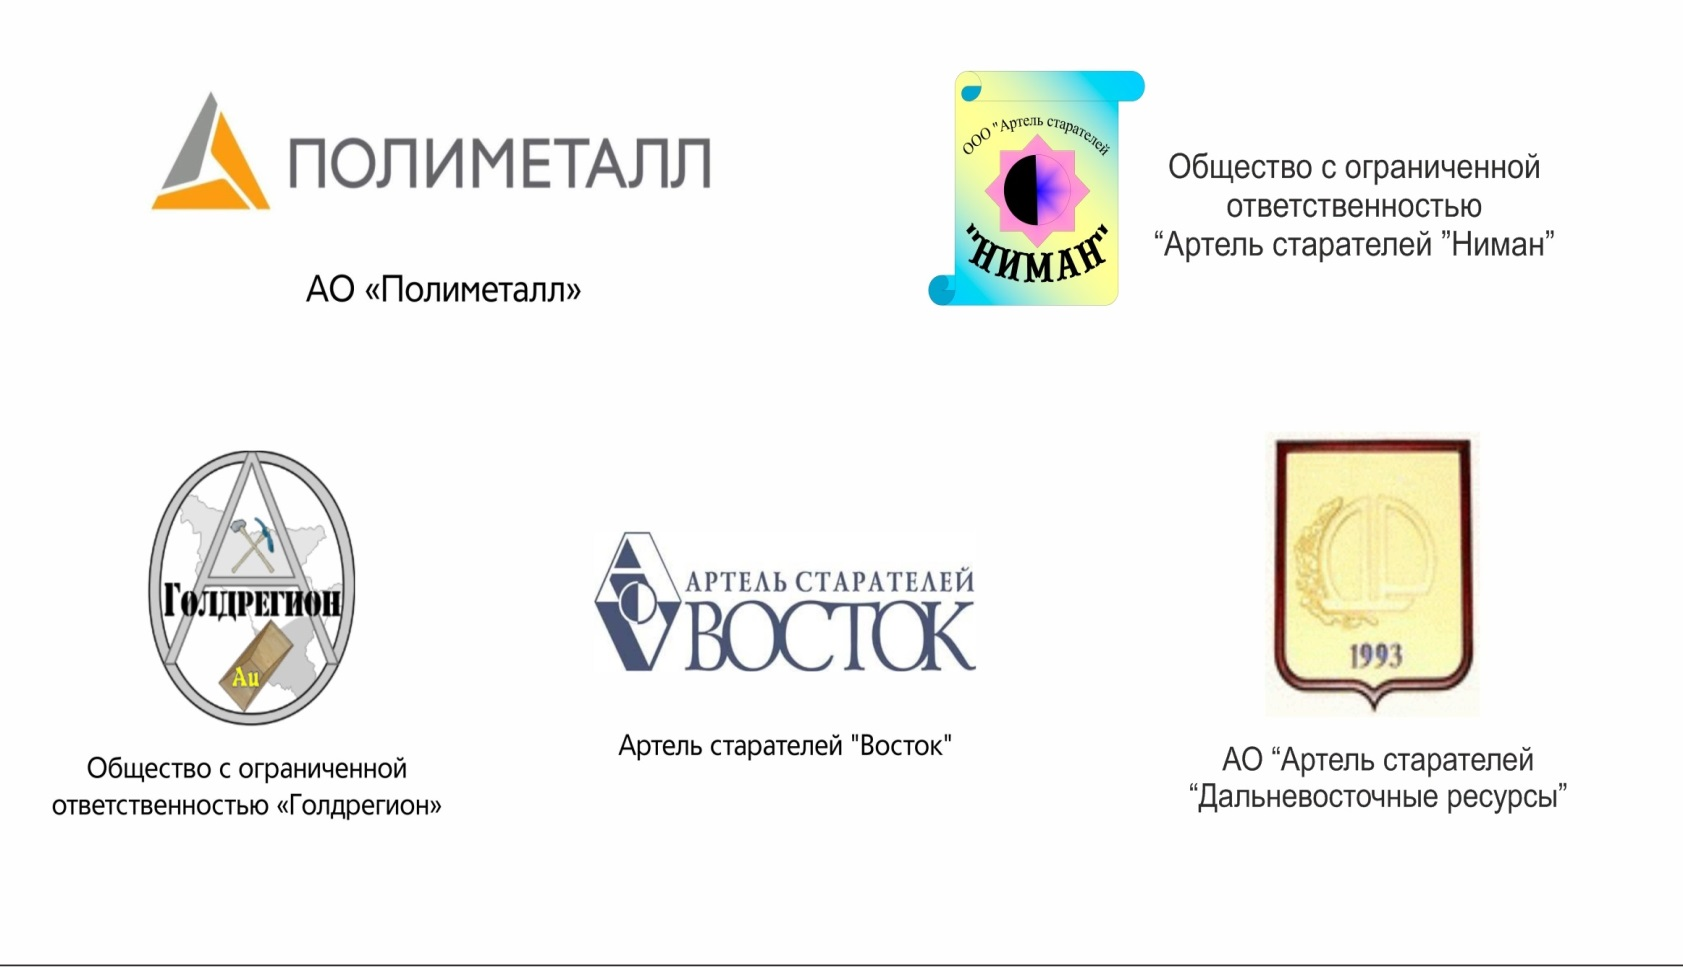 ПОЛИМЕТАЛЛ
АО «Полиметалл»
ООО "Артель старателей
"НИМАН"
Общество с ограниченной
ответственностью
“Артель старателей ”Ниман”
ГОЛДРЕГИОН
Au
Общество с ограниченной
ответственностью «Голдрегион»
АРТЕЛЬ СТАРАТЕЛЕЙ
ВОСТОК
Артель старателей "Восток"
1993
АО “Артель старателей
“Дальневосточные ресурсы”